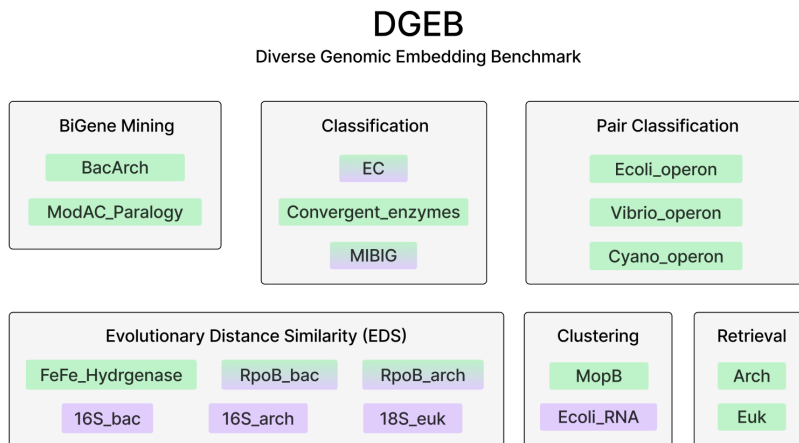 DGEB
Diverse Genomic Embedding Benchmark
BiGene Mining
BacArch
ModAC_Paralogy
Classification
EC
Convergent_enzymes
MIBIG
Pair Classification
Ecoli_operon
Vibrio_operon
Cyano_operon
Evolutionary Distance Similarity (EDS)
FeFe_Hydrgenase RpoB_bac RpoB_arch
16S_bac 16S_arch 18S_euk
Clustering
MopB
Ecoli_RNA
Retrieval
Arch
Euk